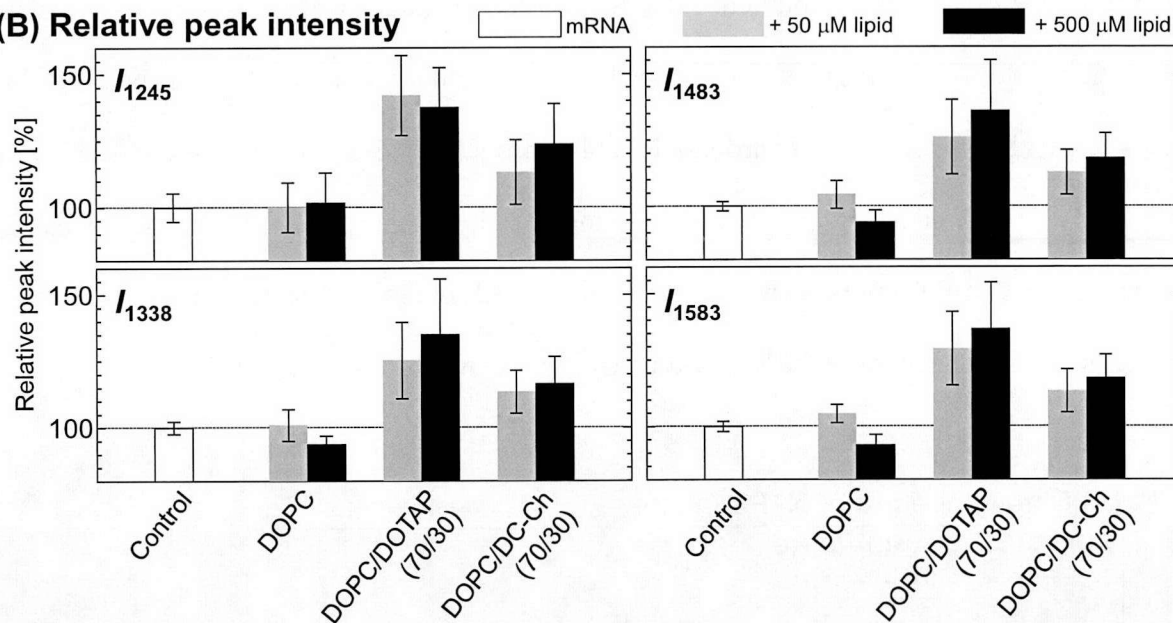 (B) Relative peak intensity
mRNA
+ 50 μM lipid
+ 500 μM lipid
Relative peak intensity [%]
150
100
I1245
I1483
150
100
I1338
I1583
Control
DOPC
DOPC/DOTAP
(70/30)
DOPC/DC-Ch
(70/30)
Control
DOPC
DOPC/DOTAP
(70/30)
DOPC/DC-Ch
(70/30)